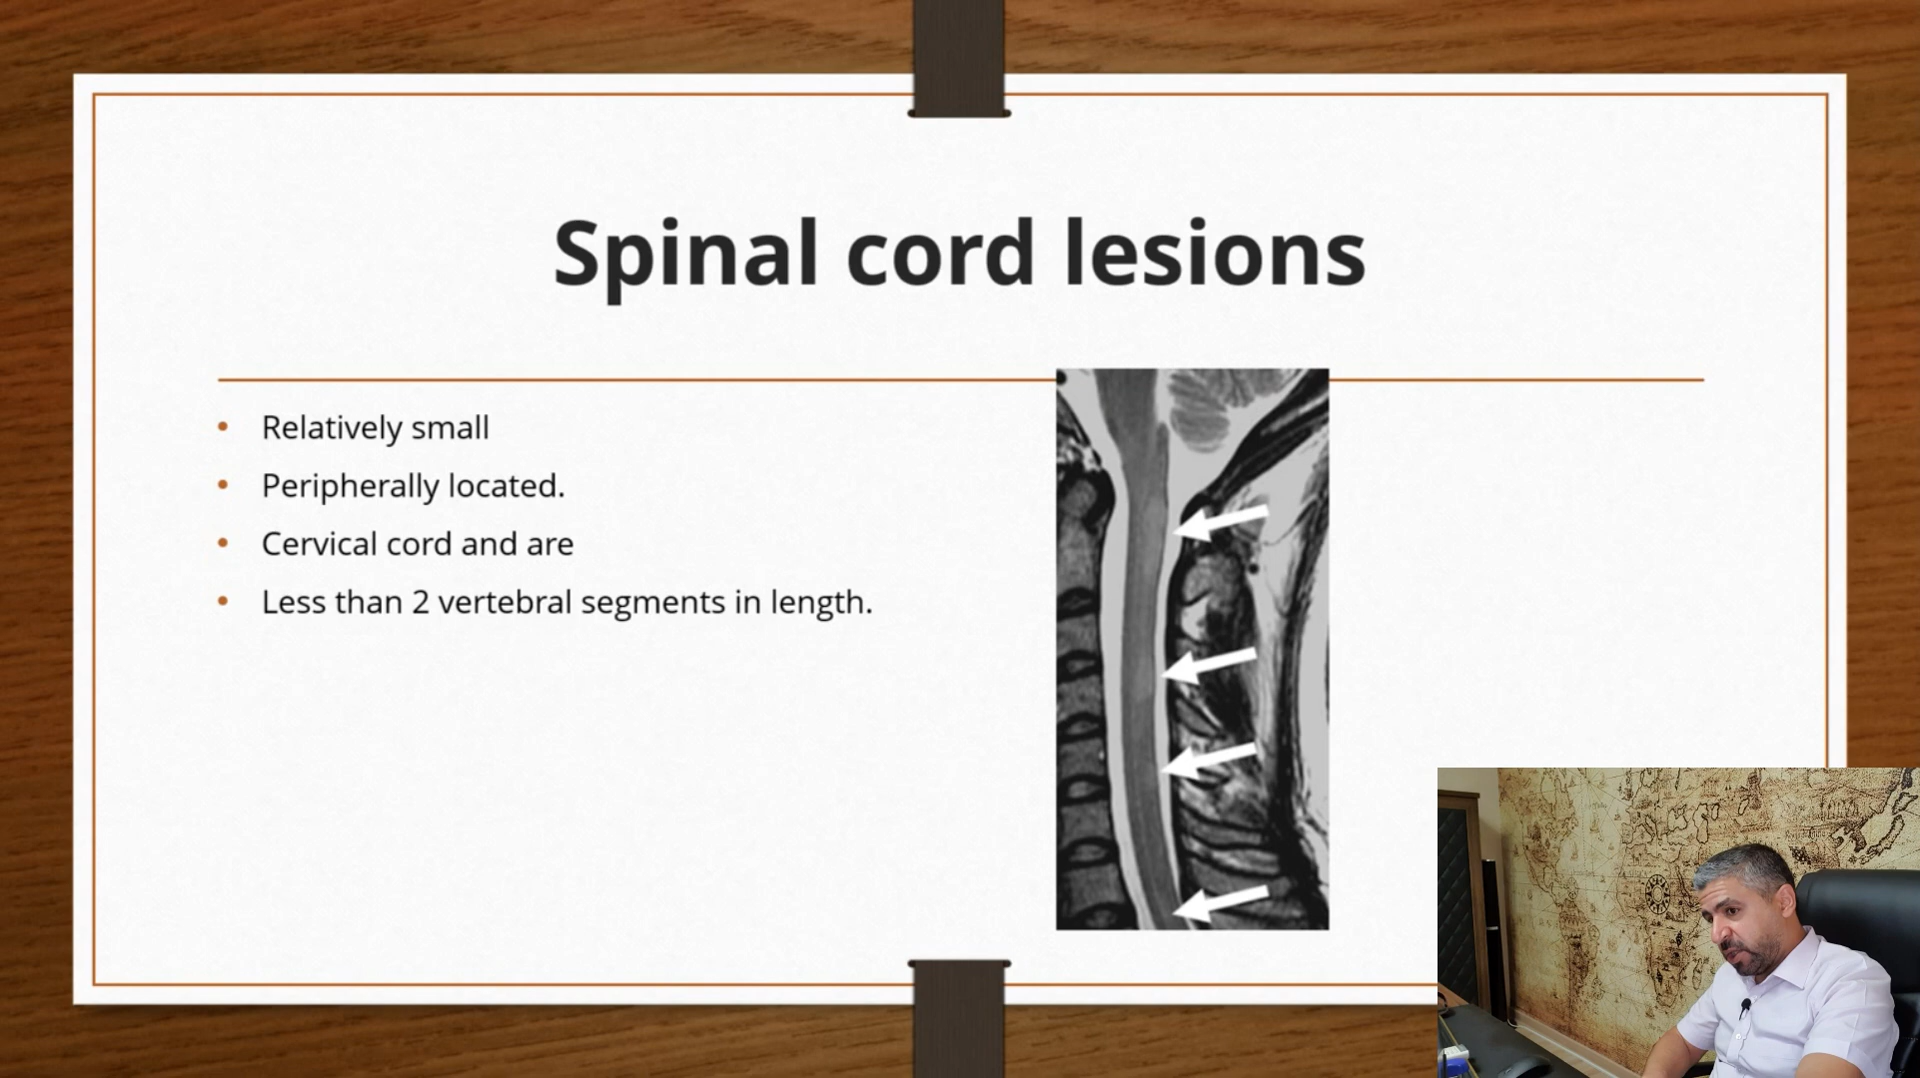 Spinal cord lesions
• Relatively small
• Peripherally located.
• Cervical cord and are
• Less than 2 vertebral segments in length.